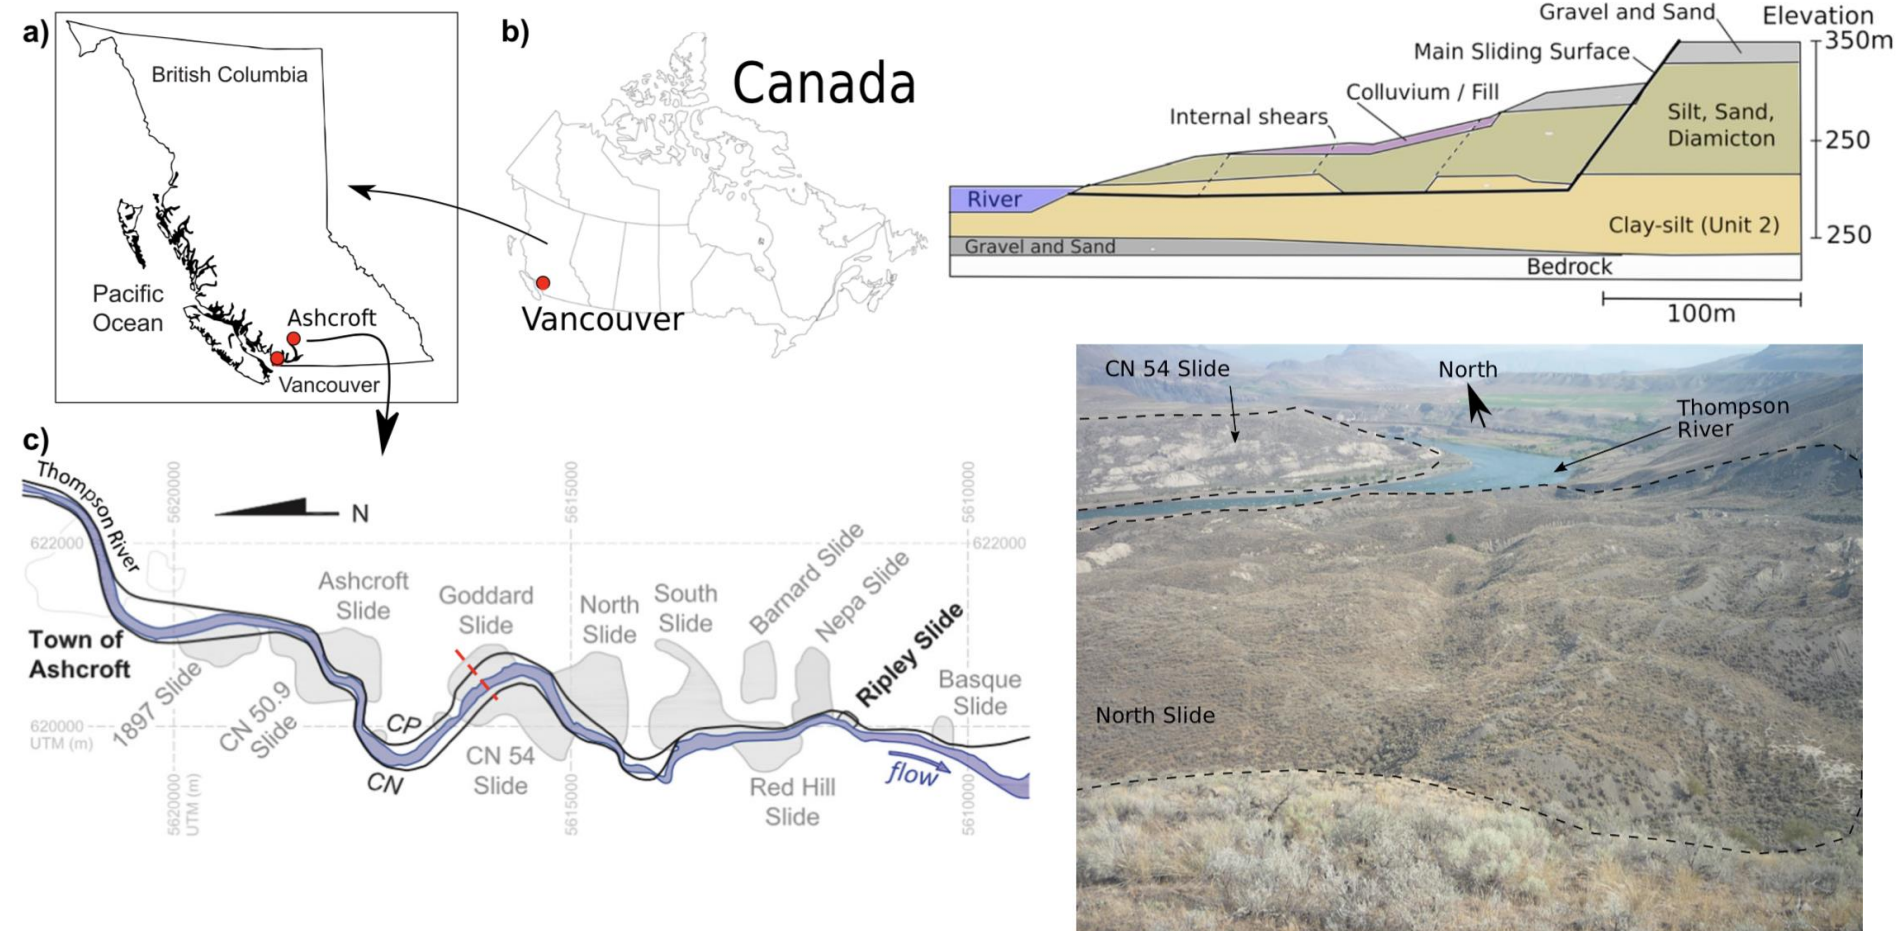 a)
British Columbia
Pacific
Ocean
Ashcroft
Vancouver
b)
Canada
Vancouver
Gravel and Sand
Elevation
350m
Main Sliding Surface
Colluvium / Fill
Internal shears
Silt, Sand,
Diamicton
250
River
Clay-silt (Unit 2)
250
Gravel and Sand
Bedrock
100m
c)
Thompson River
5620000
5615000
5610000
N
622000
622000
Ashcroft
Slide
Goddard
Slide
North
Slide
South
Slide
Barnard Slide
Nepa Slide
Ripley Slide
Basque
Slide
Town of
Ashcroft
1897 Slide
CN 50.9
Slide
CP
CN
CN 54
Slide
Red Hill
Slide
flow
620000
620000
UTM (m)
5620000
UTM (m)
5615000
5610000
CN 54 Slide
North
Thompson
River
North Slide